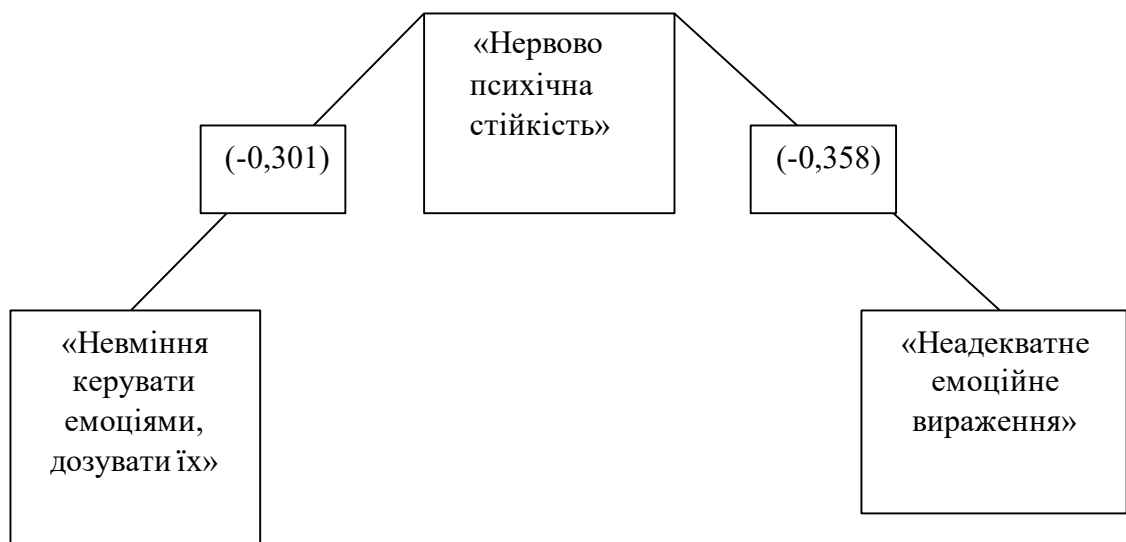 «Нервово
психічна
стійкість»
(-0,301)
(-0,358)
«Невміння
керувати
емоціями,
дозувати їх»
«Неадекватне
емоційне
вираження»